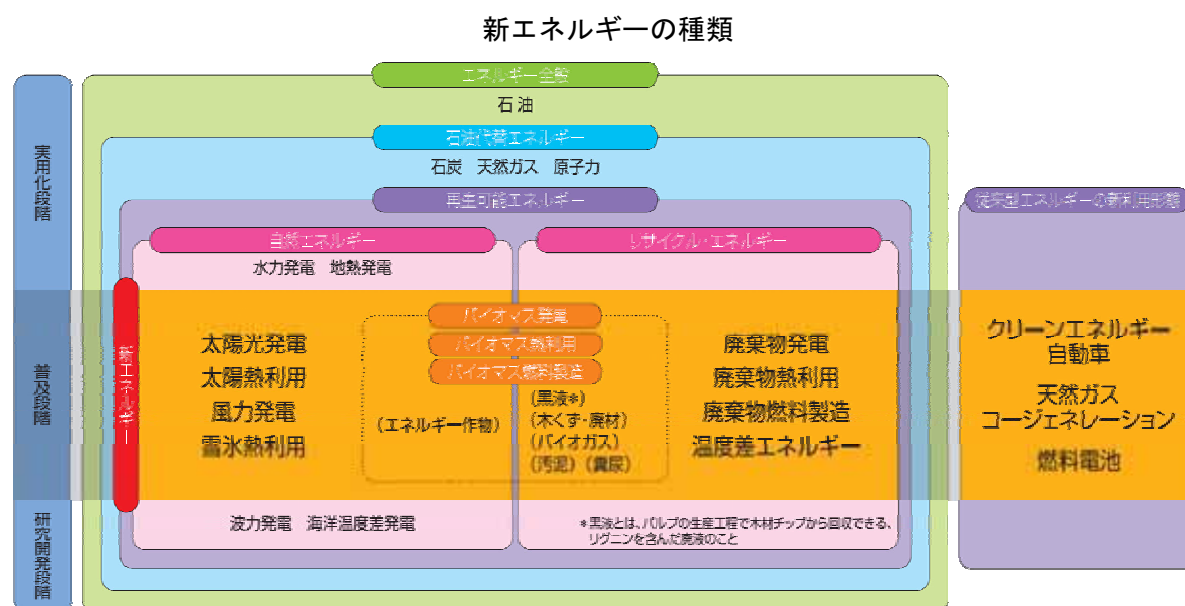 新エネルギーの種類
エネルギー全般
石油
石油代替エネルギー
石炭 天然ガス 原子力
再生可能エネルギー
自然エネルギー
水力発電 地熱発電
リサイクル・エネルギー
従来型エネルギーの新利用形態
実用化段階
普及段階
研究開発段階
新エネルギー
太陽光発電
太陽熱利用
風力発電
雪氷熱利用
バイオマス発電
バイオマス熱利用
バイオマス燃料製造
(エネルギー作物)
(黒液*)
(木くず・廃材)
(バイオガス)
(汚泥)(糞尿)
廃棄物発電
廃棄物熱利用
廃棄物燃料製造
温度差エネルギー
クリーンエネルギー
自動車
天然ガス
コージェネレーション
燃料電池
波力発電 海洋温度差発電
*黒液とは、パルプの生産工程で木材チップから回収できる、
リグニンを含んだ廃液のこと